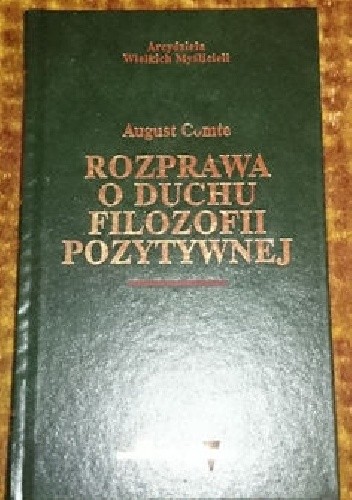 Arcydzieła
Wielkich Myślicieli
August Comte
ROZPRAWA
O DUCHU
FILOZOFII
POZYTYWNEJ